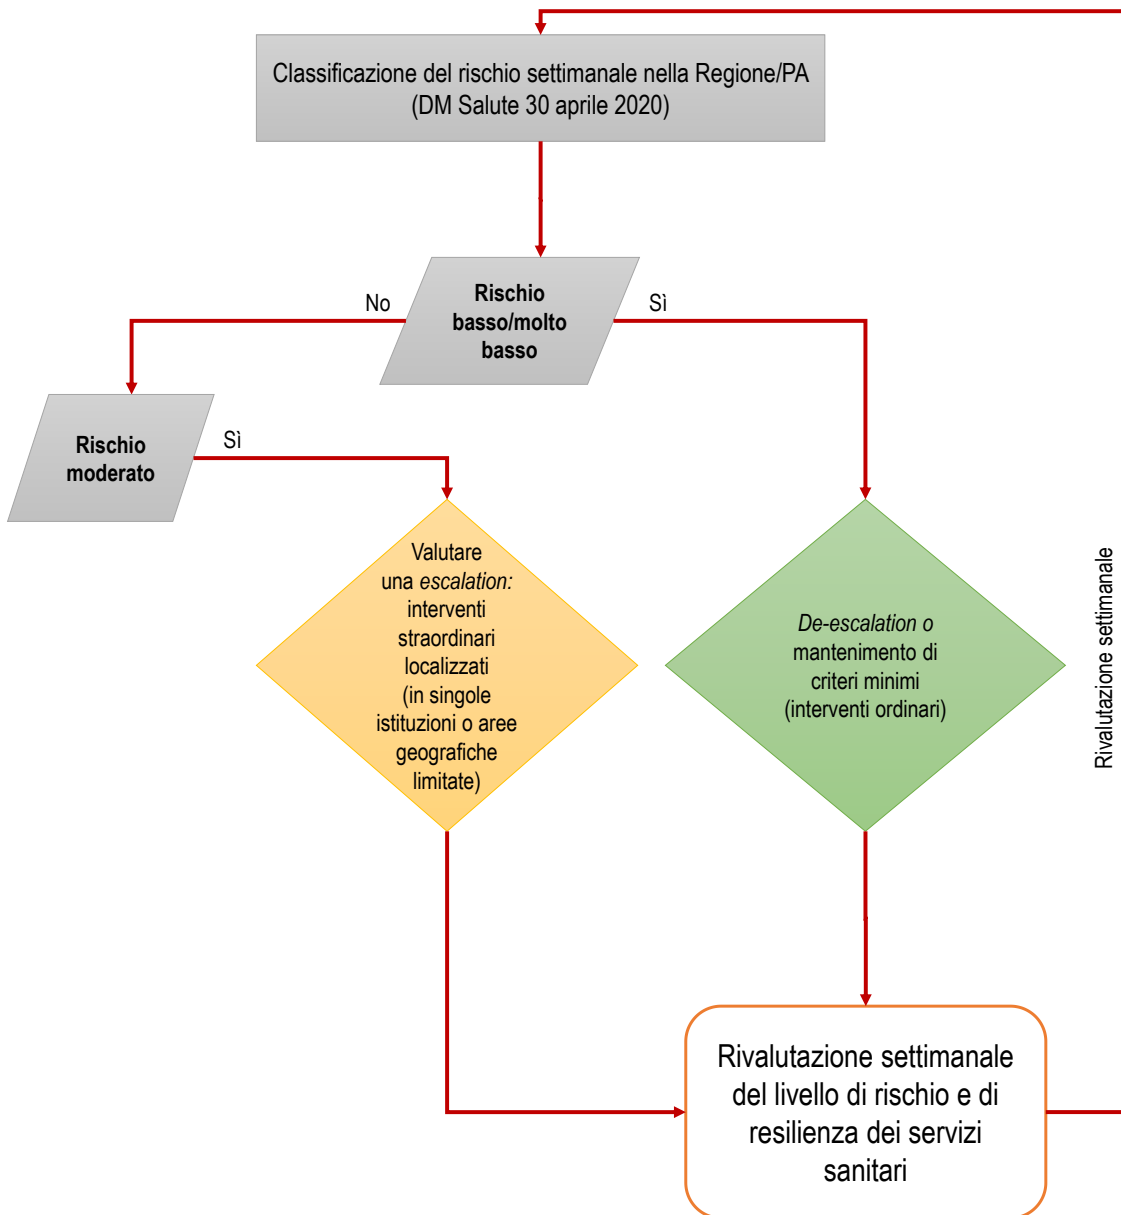 Classificazione del rischio settimanale nella Regione/PA
(DM Salute 30 aprile 2020)
No
Rischio
basso/molto
basso
Sì
Rischio
moderato
Sì
Valutare
una escalation:
interventi
straordinari
localizzati
(in singole
istituzioni o aree
geografiche
limitate)
De-escalation o
mantenimento di
criteri minimi
(interventi ordinari)
Rivalutazione settimanale
Rivalutazione settimanale
del livello di rischio e di
resilienza dei servizi
sanitari